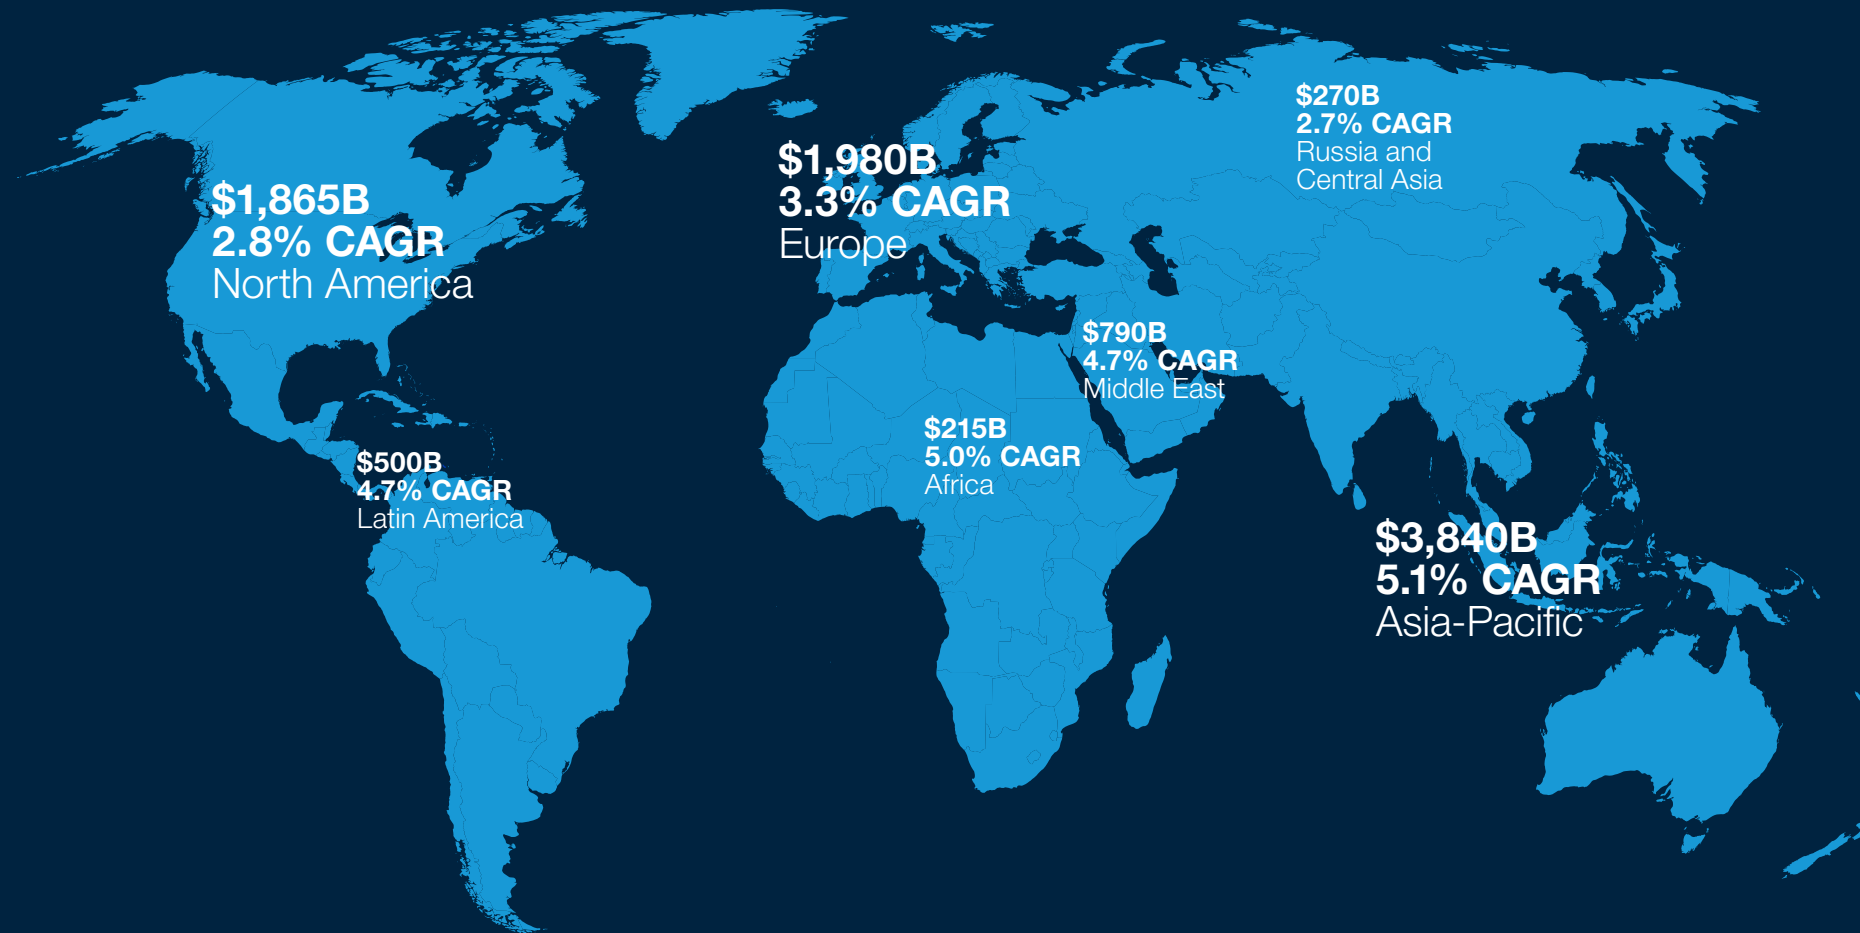 $270B
2.7% CAGR
Russia and
Central Asia
$1,980B
3.3% CAGR
Europe
$1,865B
2.8% CAGR
North America
$790B
4.7% CAGR
Middle East
$215B
5.0% CAGR
Africa
$500B
4.7% CAGR
Latin America
$3,840B
5.1% CAGR
Asia-Pacific